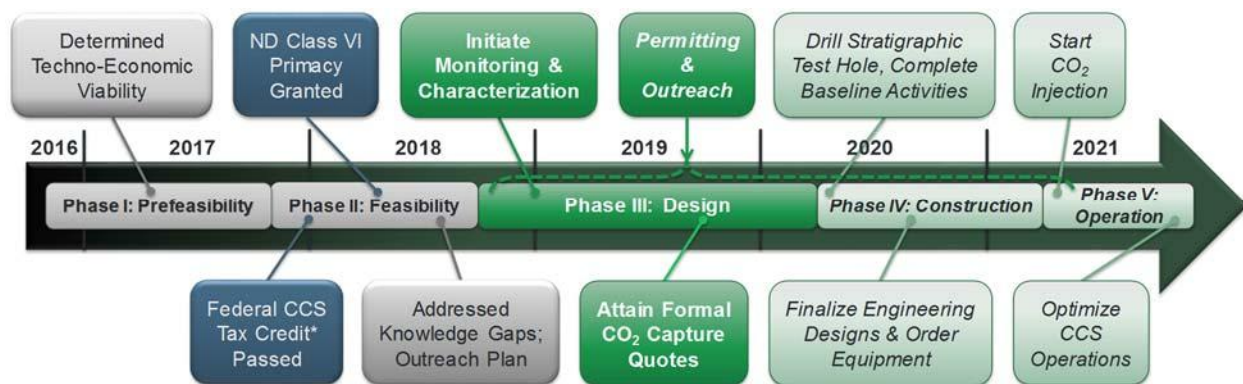 Determined
Techno-Economic
Viability
ND Class VI
Primacy
Granted
Initiate
Monitoring &
Characterization
Permitting
&
Outreach
Drill Stratigraphic
Test Hole, Complete
Baseline Activities
Start
CO₂
Injection
2016
2017
2018
2019
2020
2021
Phase I: Prefeasibility
Phase II: Feasibility
Phase III: Design
Phase IV: Construction
Phase V:
Operation
Federal CCS
Tax Credit*
Passed
Addressed
Knowledge Gaps;
Outreach Plan
Attain Formal
CO₂ Capture
Quotes
Finalize Engineering
Designs & Order
Equipment
Optimize
CCS
Operations